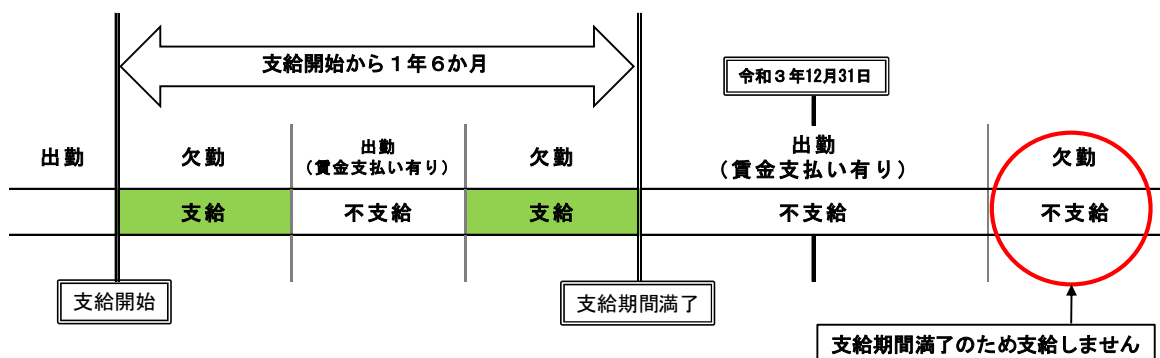 支給開始から１年６か月
令和３年12月31日
出勤
欠勤
出勤
（賃金支払い有り）
欠勤
出勤
（賃金支払い有り）
欠勤
支給
不支給
支給
不支給
不支給
支給開始
支給期間満了
支給期間満了のため支給しません